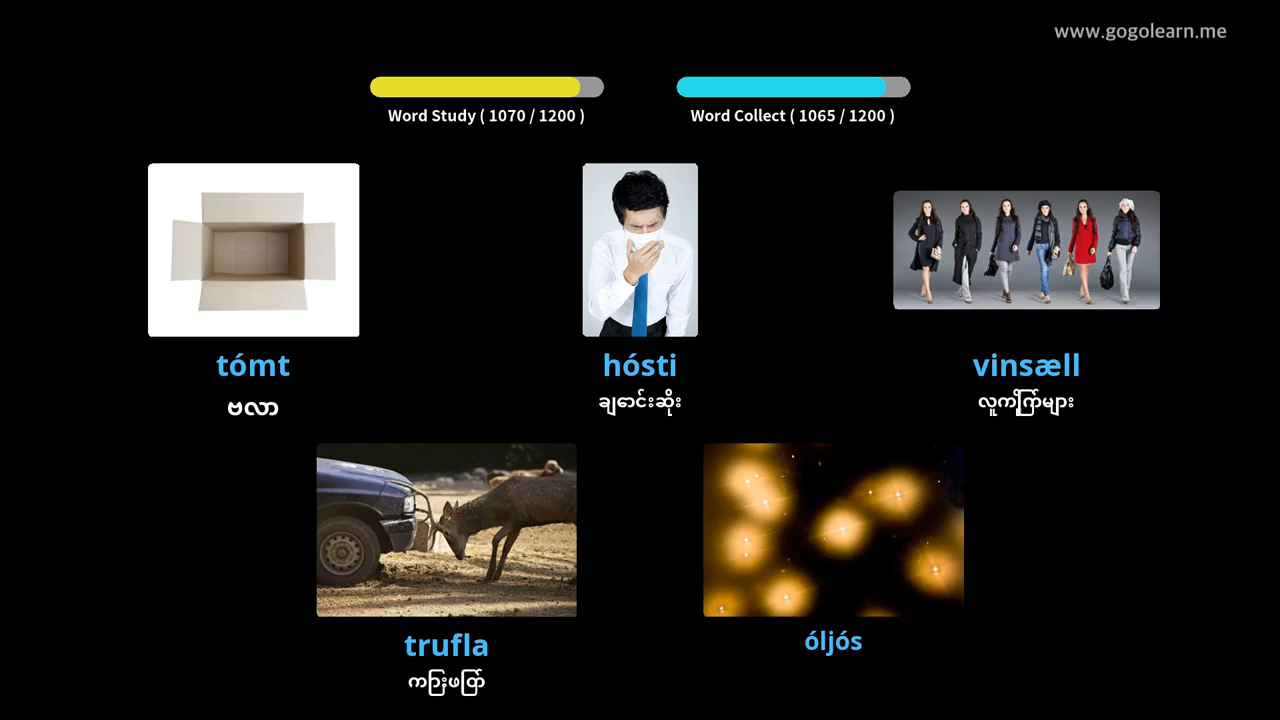 www.gogolearn.me
Word Study ( 1070 / 1200 )
Word Collect ( 1065 / 1200 )
tómt
hósti
vinsæll
ဗလာ
ချောင်းဆိုး
လူကြိုက်များ
trufla
óljós
ကြားဖြတ်